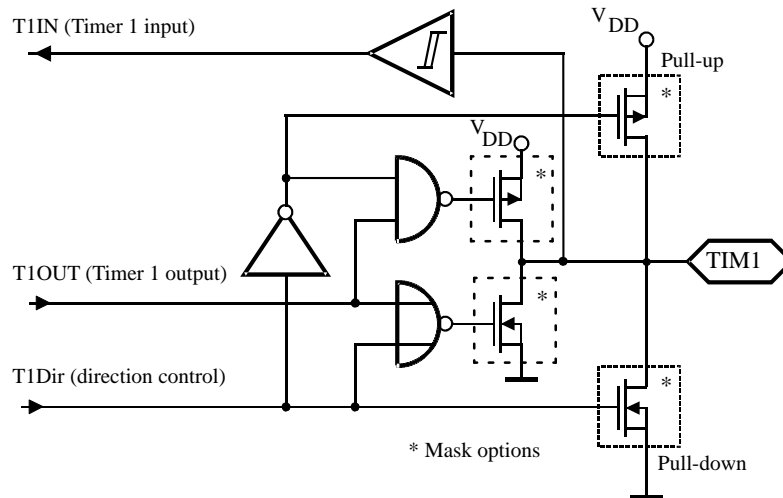 T1IN (Timer 1 input)
VDD
Pull-up
*
VDD
*
T1OUT (Timer 1 output)
TIM1
*
T1Dir (direction control)
*
* Mask options
Pull-down